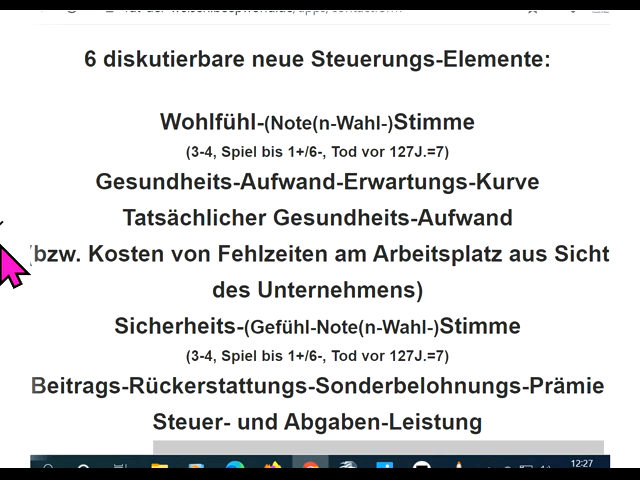 6 diskutierbare neue Steuerungs-Elemente:
Wohlfühl-(Note(n-Wahl-)Stimme
(3-4, Spiel bis 1+/6-, Tod vor 127J.=7)
Gesundheits-Aufwand-Erwartungs-Kurve
Tatsächlicher Gesundheits-Aufwand
(bzw. Kosten von Fehlzeiten am Arbeitsplatz aus Sicht
des Unternehmens)
Sicherheits-(Gefühl-Note(n-Wahl-)Stimme
(3-4, Spiel bis 1+/6-, Tod vor 127J.=7)
Beitrags-Rückerstattungs-Sonderbelohnungs-Prämie
Steuer- und Abgaben-Leistung
12:27